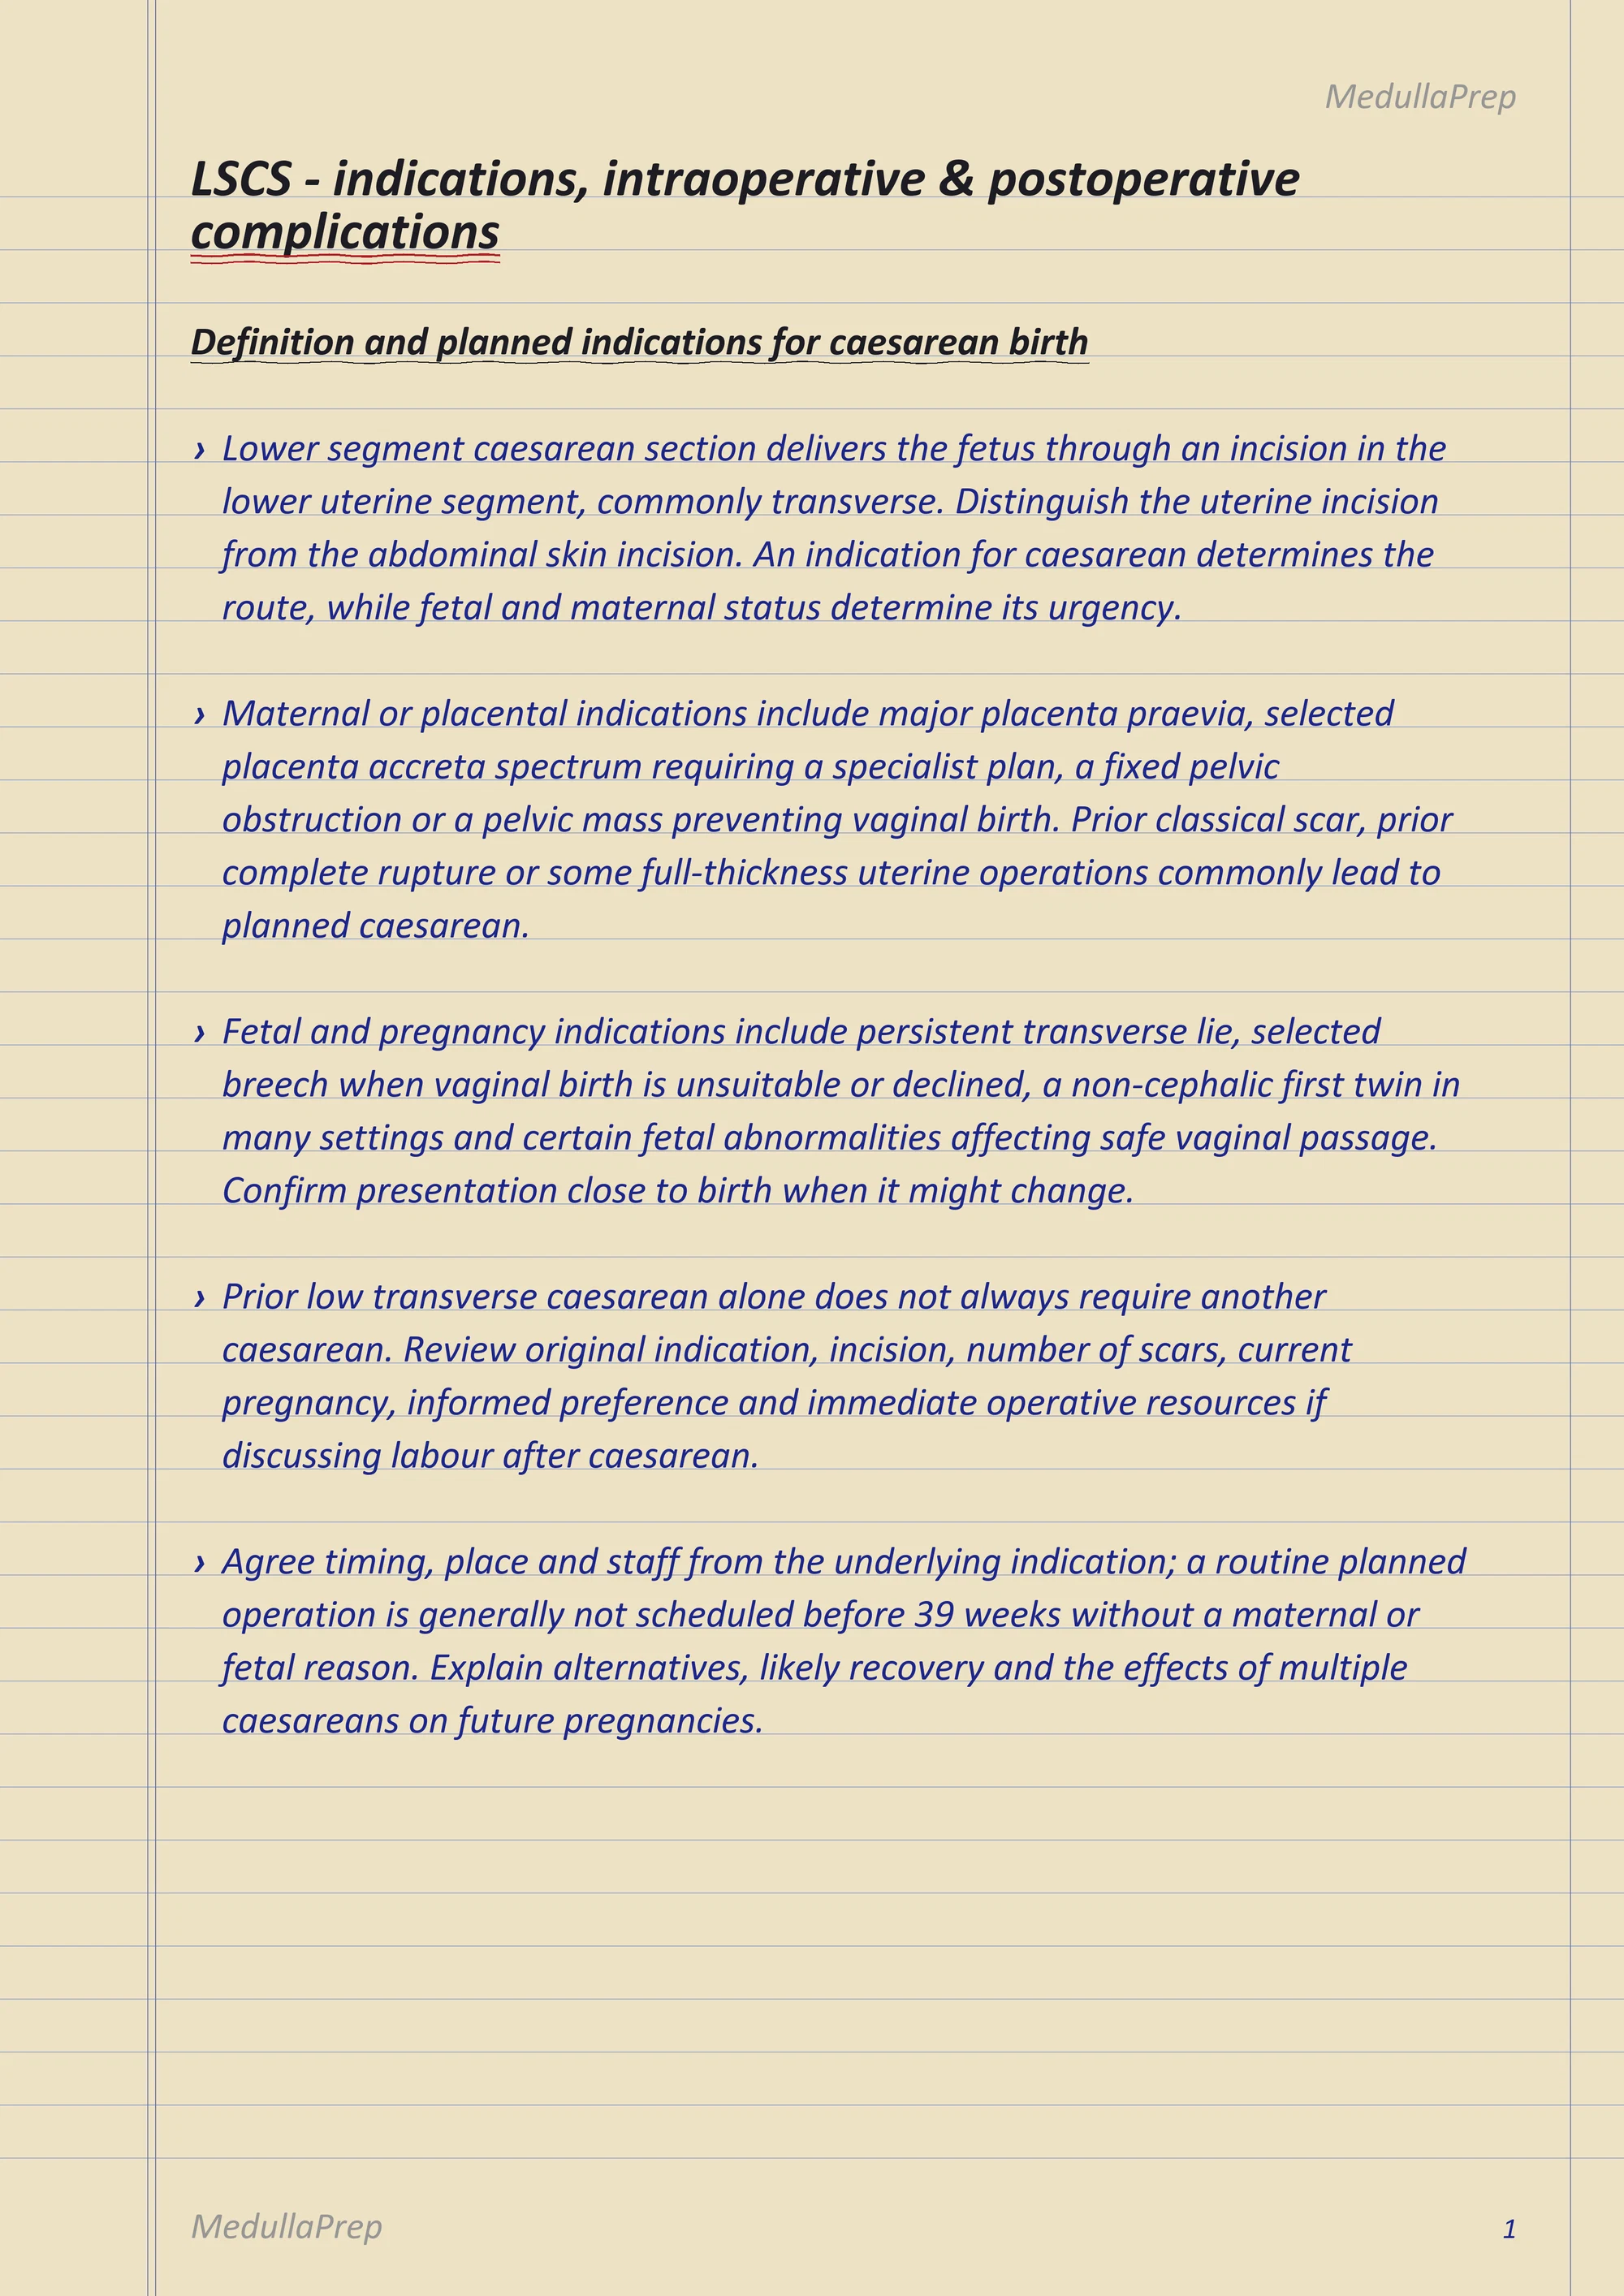 MedullaPrep
LSCS - indications, intraoperative & postoperative
complications
Definition and planned indications for caesarean birth
› Lower segment caesarean section delivers the fetus through an incision in the
lower uterine segment, commonly transverse. Distinguish the uterine incision
from the abdominal skin incision. An indication for caesarean determines the
route, while fetal and maternal status determine its urgency.
› Maternal or placental indications include major placenta praevia, selected
placenta accreta spectrum requiring a specialist plan, a fixed pelvic
obstruction or a pelvic mass preventing vaginal birth. Prior classical scar, prior
complete rupture or some full-thickness uterine operations commonly lead to
planned caesarean.
› Fetal and pregnancy indications include persistent transverse lie, selected
breech when vaginal birth is unsuitable or declined, a non-cephalic first twin in
many settings and certain fetal abnormalities affecting safe vaginal passage.
Confirm presentation close to birth when it might change.
› Prior low transverse caesarean alone does not always require another
caesarean. Review original indication, incision, number of scars, current
pregnancy, informed preference and immediate operative resources if
discussing labour after caesarean.
› Agree timing, place and staff from the underlying indication; a routine planned
operation is generally not scheduled before 39 weeks without a maternal or
fetal reason. Explain alternatives, likely recovery and the effects of multiple
caesareans on future pregnancies.
MedullaPrep
1